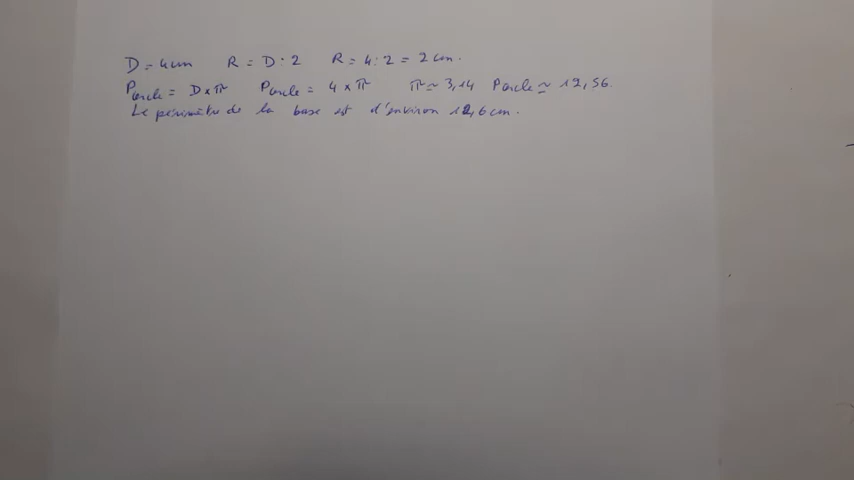 D = 4cm R = D : 2 R = 4 : 2 = 2 cm.
Pcercle = D x π Pcercle = 4 x π π ≃ 3,14 Pcercle ≃ 12,56.
Le périmètre de la base est d'environ 12,6 cm.